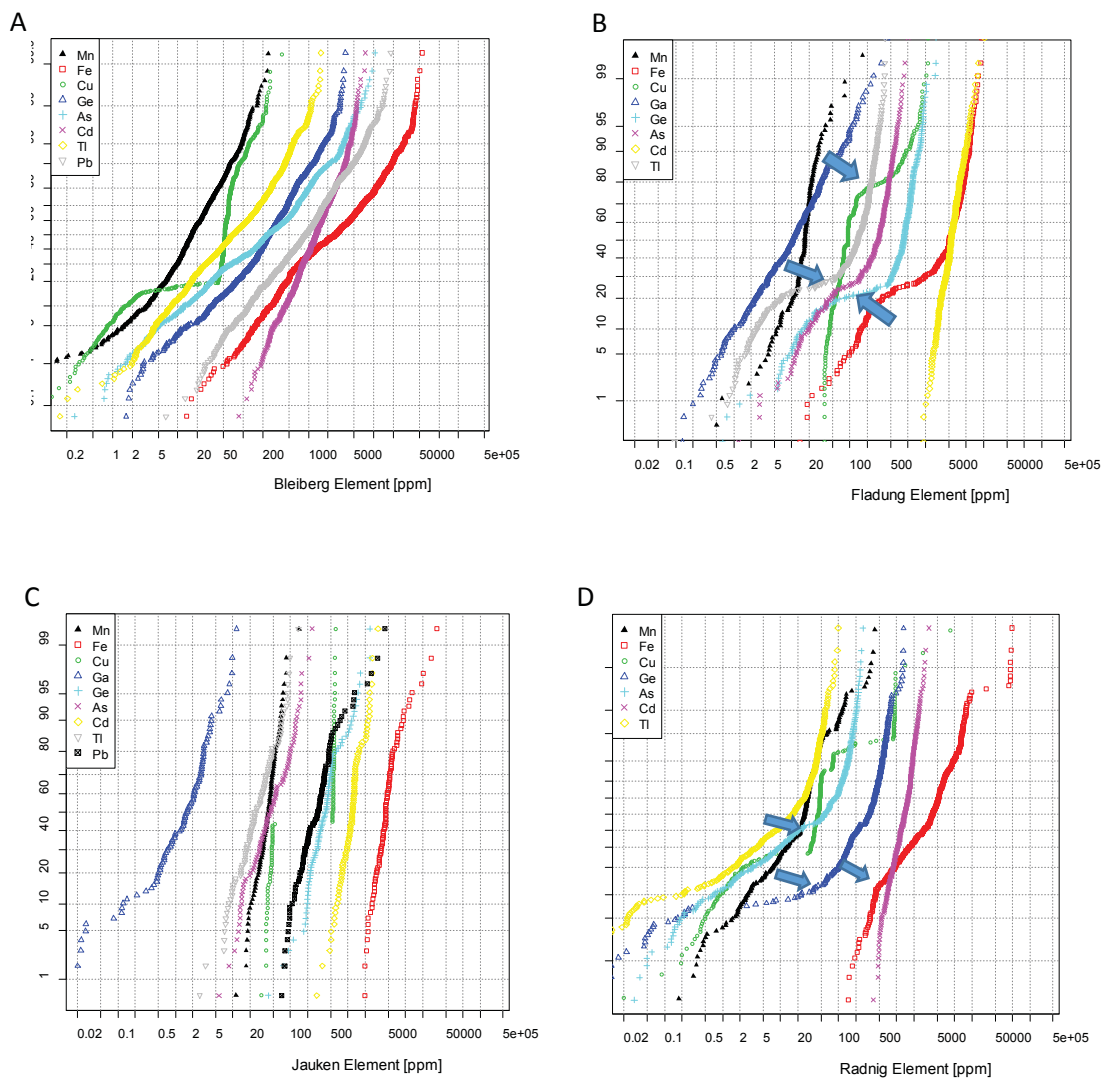 A
Mn
Fe
Cu
Ge
As
Cd
Tl
Pb
0.2 1 2 5 20 50 200 1000 50000 5e+05
Bleiberg Element [ppm]
B
Mn
Fe
Cu
Ga
Ge
As
Cd
Tl
99
95
90
80
60
40
20
10
5
1
0.02 0.1 0.5 2 5 20 100 500 5000 50000 5e+05
Fladung Element [ppm]
C
Mn
Fe
Cu
Ga
Ge
As
Cd
Tl
Pb
99
95
90
80
60
40
20
10
5
1
0.02 0.1 0.5 2 5 20 100 500 5000 50000 5e+05
Jauken Element [ppm]
D
Mn
Fe
Cu
Ge
As
Cd
Tl
0.02 0.1 0.5 2 5 20 100 500 5000 50000 5e+05
Radnig Element [ppm]